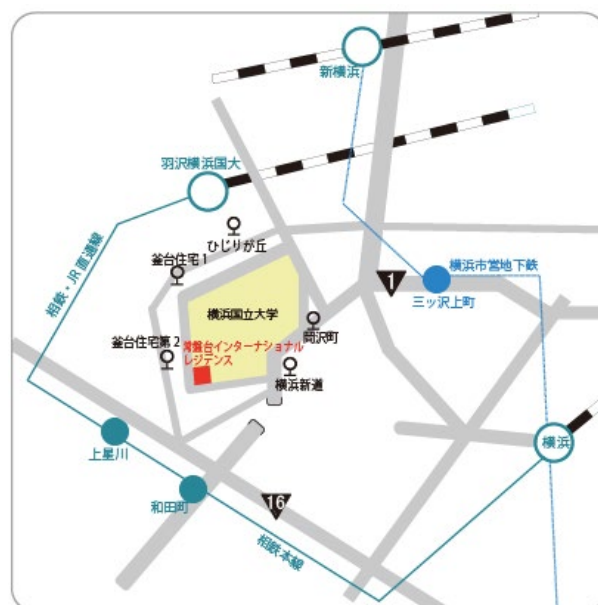 新横浜
羽沢横浜国大
ひじりが丘
釜台住宅1
相鉄・JR直通線
横浜市営地下鉄
1
三ッ沢上町
横浜国立大学
岡沢町
釜台住宅第2
常盤台インターナショナル
レジデンス
横浜新道
上星川
横浜
和田町
16
相鉄本線